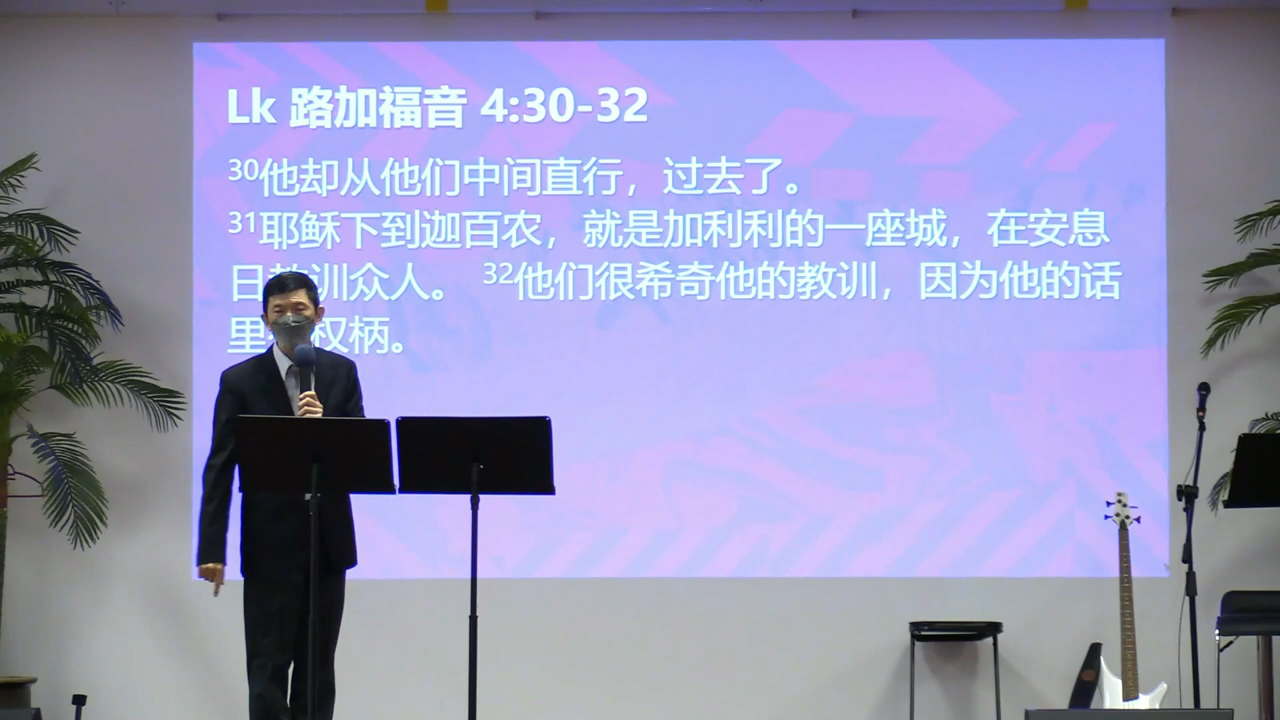 Lk 路加福音 4:30-32
30他却从他们中间直行，过去了。
31耶稣下到迦百农，就是加利利的一座城，在安息
日教训众人。 32他们很希奇他的教训，因为他的话
里 权柄。